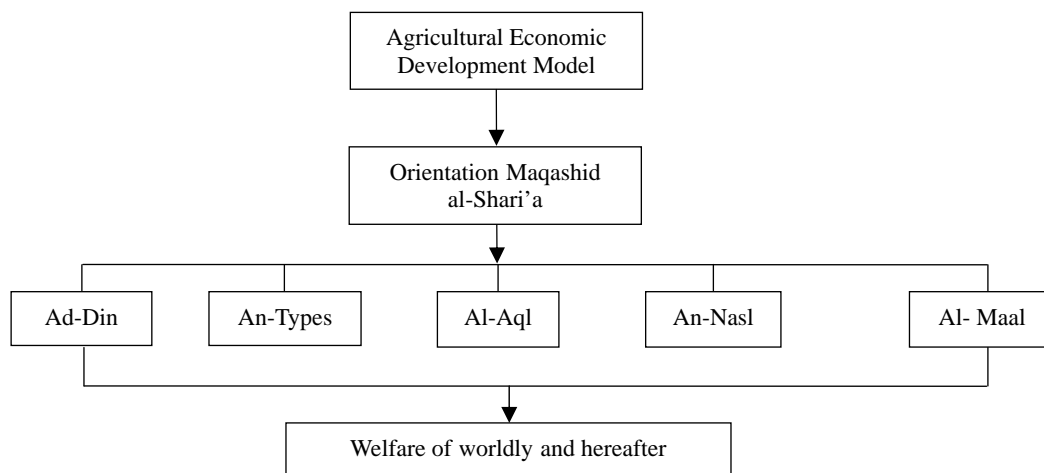 Agricultural Economic
Development Model
Orientation Maqashid
al-Shari’a
Ad-Din
An-Types
Al-Aql
An-Nasl
Al- Maal
Welfare of worldly and hereafter